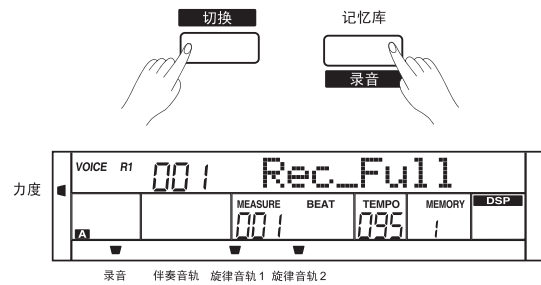 切换
记忆库
录音
VOICE R1 001 Rec_Full
力度
MEASURE BEAT TEMPO MEMORY DSP
001 095 1
A
录音 伴奏音轨 旋律音轨1 旋律音轨2